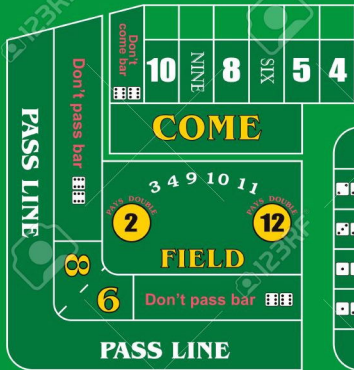 Don't
come bar
10 NINE 8 SIX 5 4
Don't pass bar
PASS LINE
COME
3 4 9 10 11
PAYS DOUBLE
2
PAYS DOUBLE
12
FIELD
8
6
Don't pass bar
PASS LINE
123RF